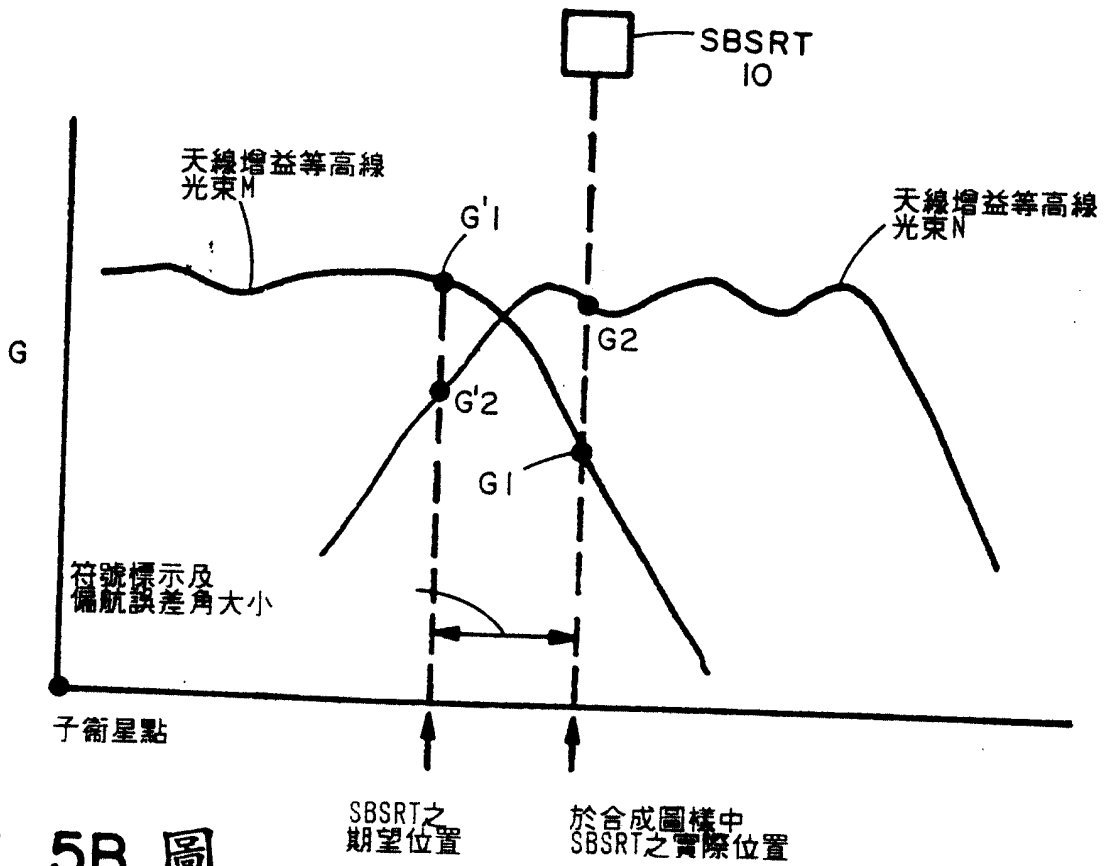 SBSRT
10
天線增益等高線
光束M
G'1
天線增益等高線
光束N
G
G2
G'2
G1
符號標示及
偏航誤差角大小
子衛星點
SBSRT之
期望位置
於合成圖樣中
SBSRT之實際位置
5B 圖